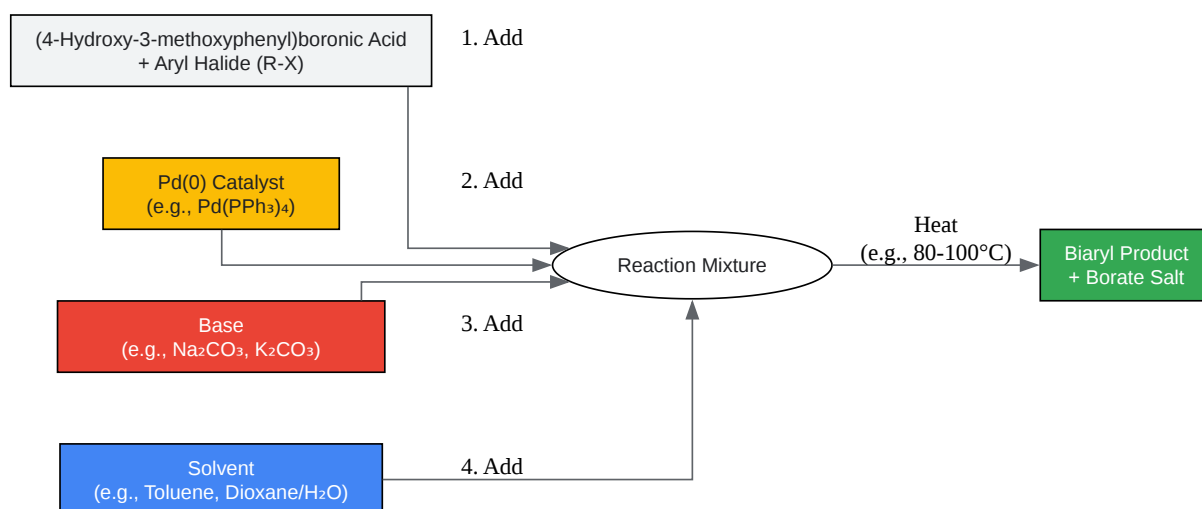 (4-Hydroxy-3-methoxyphenyl)boronic Acid
+ Aryl Halide (R-X)
1. Add
Pd(0) Catalyst
(e.g., Pd(PPh₃)₄)
2. Add
Reaction Mixture
Heat
(e.g., 80-100°C)
Biaryl Product
+ Borate Salt
Base
(e.g., Na₂CO₃, K₂CO₃)
3. Add
Solvent
(e.g., Toluene, Dioxane/H₂O)
4. Add